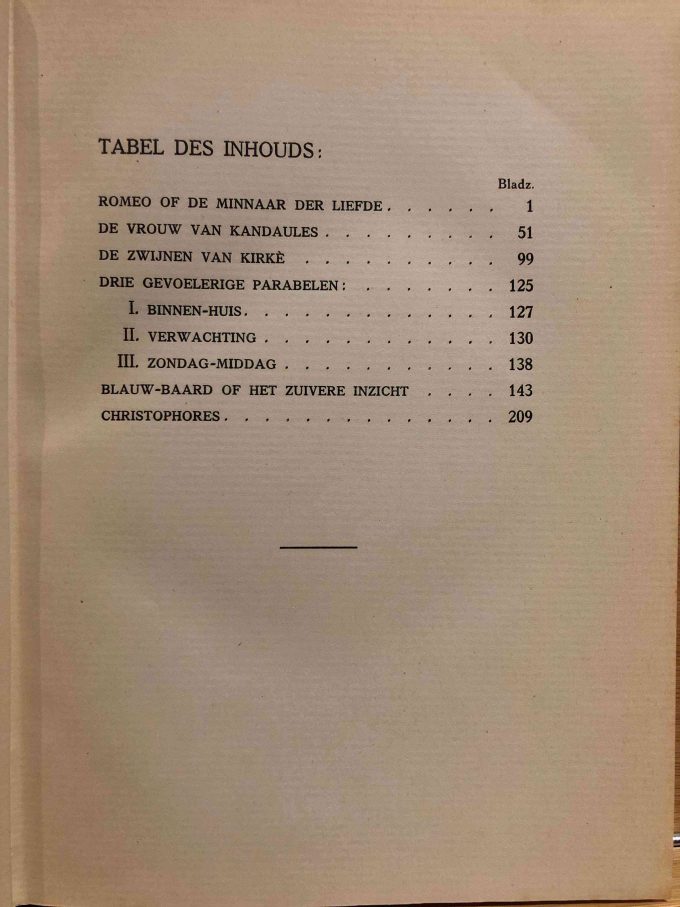 TABEL DES INHOUDS:
Bladz.
ROMEO OF DE MINNAAR DER LIEFDE . . . . . . 1
DE VROUW VAN KANDAULES . . . . . . . . . 51
DE ZWIJNEN VAN KIRKÈ . . . . . . . . . . 99
DRIE GEVOELERIGE PARABELEN: . . . . . . . 125
I. BINNEN-HUIS . . . . . . . . . . . . . 127
II. VERWACHTING . . . . . . . . . . . . 130
III. ZONDAG-MIDDAG . . . . . . . . . . . 138
BLAUW-BAARD OF HET ZUIVERE INZICHT . . . . 143
CHRISTOPHORES . . . . . . . . . . . . . . 209